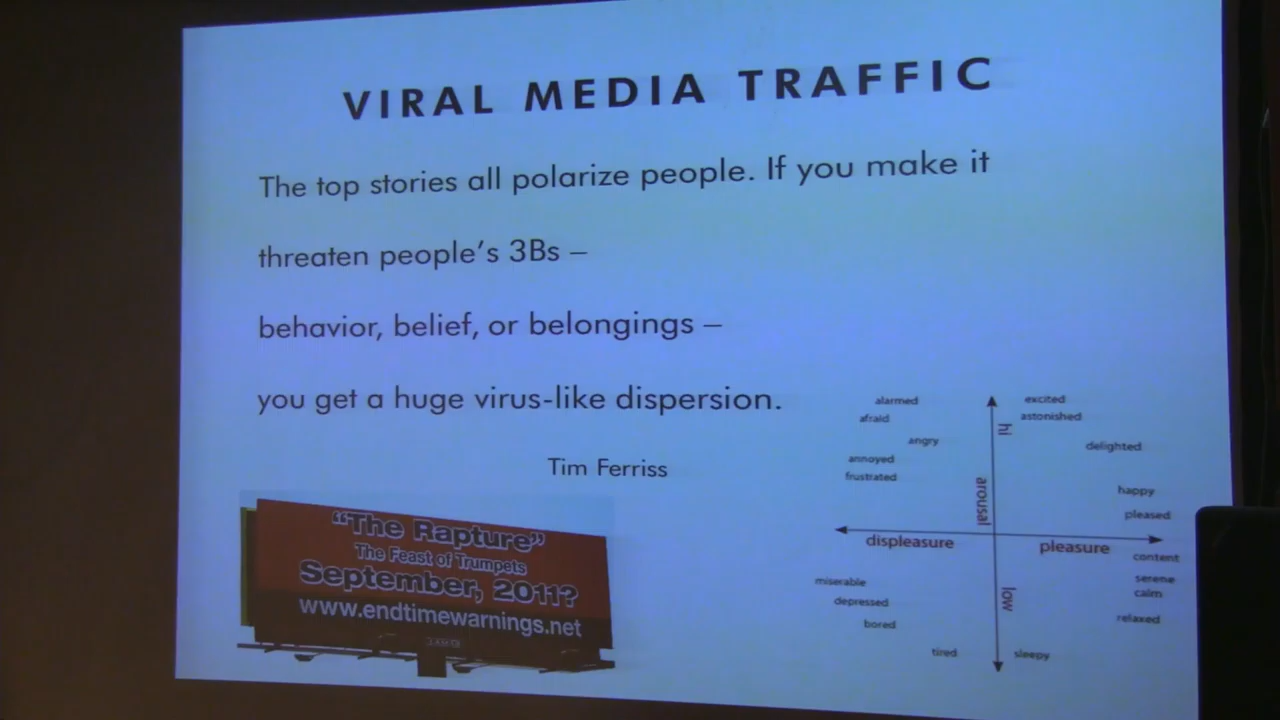 VIRAL MEDIA TRAFFIC
The top stories all polarize people. If you make it
threaten people's 3Bs –
behavior, belief, or belongings –
you get a huge virus-like dispersion.
Tim Ferriss
"The Rapture"
The Feast of Trumpets
September, 2011?
www.endtimewarnings.net
alarmed
afraid
angry
annoyed
frustrated
hi
arousal
excited
astonished
delighted
happy
pleased
displeasure
pleasure
miserable
depressed
bored
tired
low
content
serene
calm
relaxed
sleepy